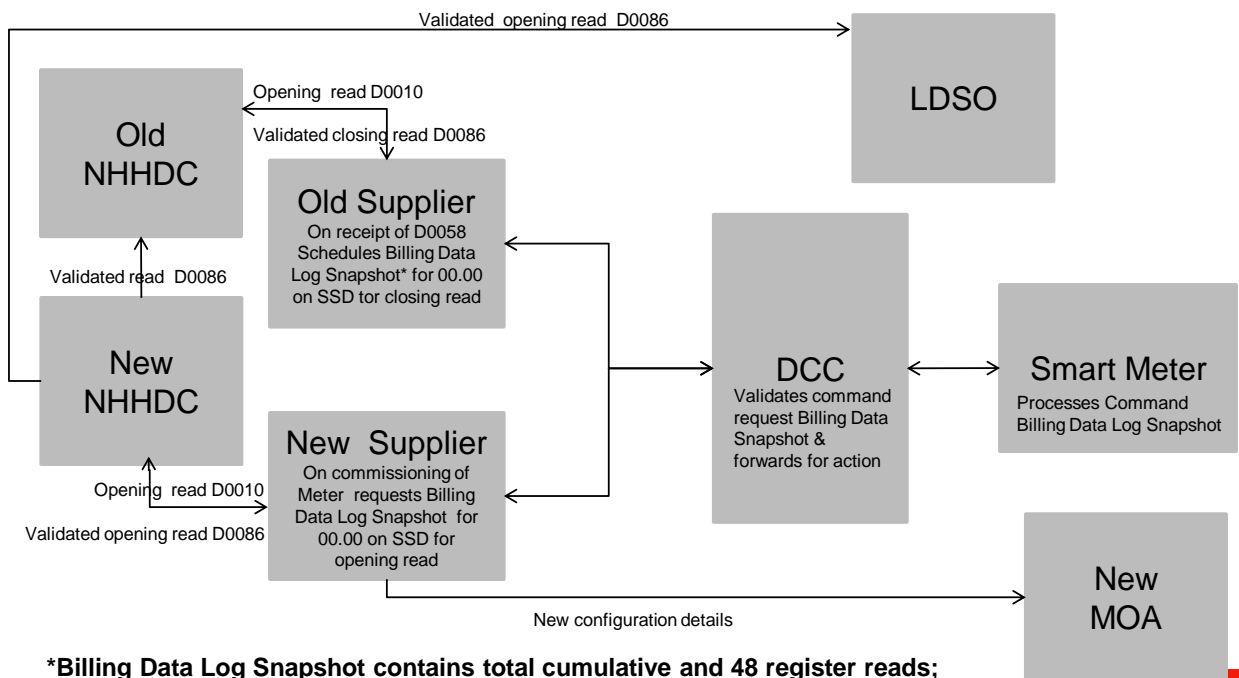 Validated opening read D0086
LDSO
Old
NHHDC
Opening read D0010
Validated closing read D0086
Old Supplier
On receipt of D0058
Schedules Billing Data
Log Snapshot* for 00.00
on SSD tor closing read
Validated read D0086
New
NHHDC
DCC
Validates command
request Billing Data
Snapshot &
forwards for action
Smart Meter
Processes Command
Billing Data Log Snapshot
New Supplier
On commissioning of
Meter requests Billing
Data Log Snapshot for
00.00 on SSD for
opening read
Opening read D0010
Validated opening read D0086
New configuration details
New
MOA
*Billing Data Log Snapshot contains total cumulative and 48 register reads;